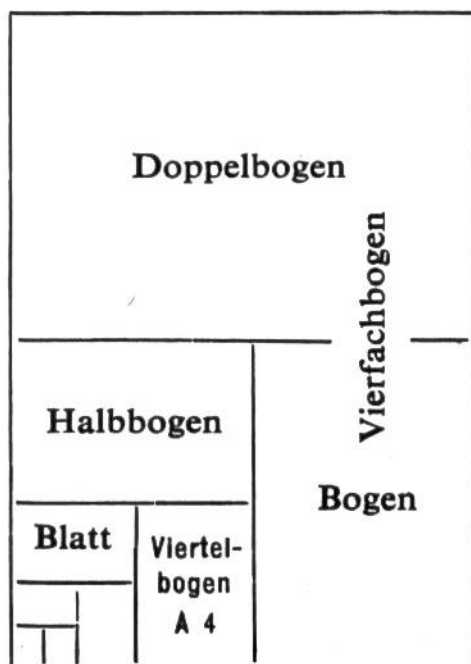 Doppelbogen
Vierfachbogen
Halbbogen
Bogen
Blatt
Viertel-
bogen
A 4